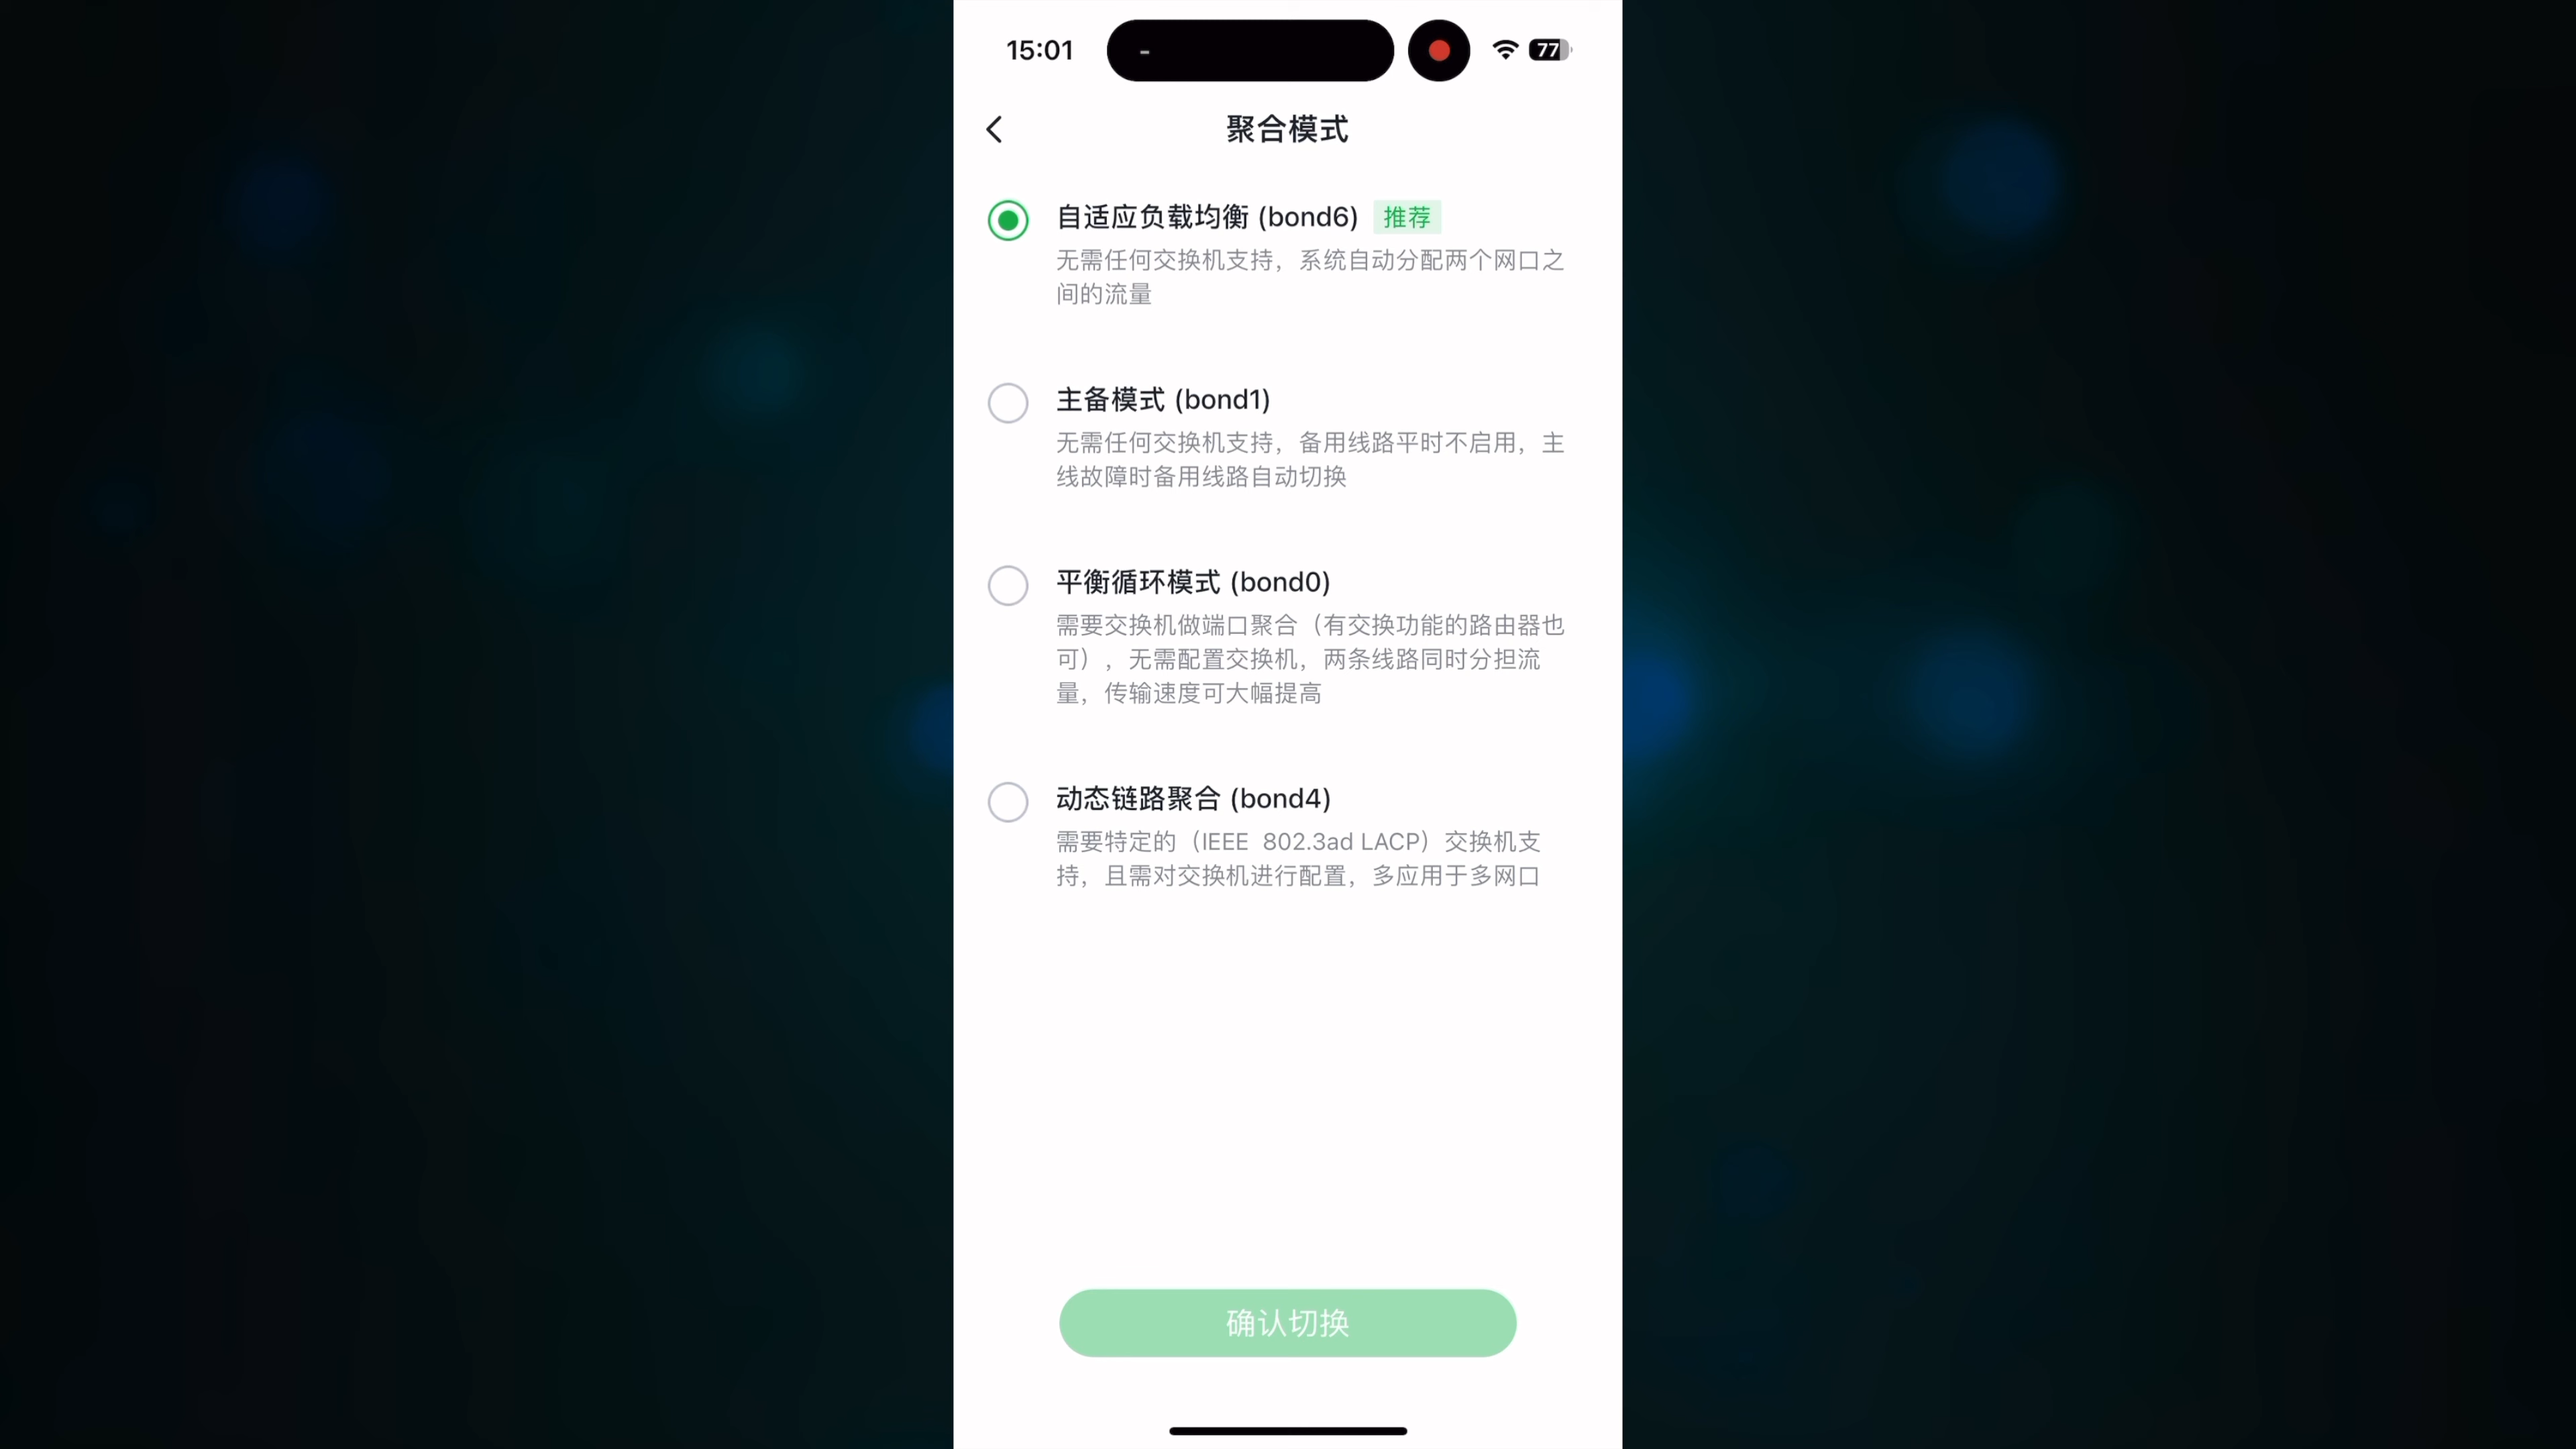 15:01
77
聚合模式
自适应负载均衡 (bond6) 推荐
无需任何交换机支持，系统自动分配两个网口之
间的流量
主备模式 (bond1)
无需任何交换机支持，备用线路平时不启用，主
线故障时备用线路自动切换
平衡循环模式 (bond0)
需要交换机做端口聚合（有交换功能的路由器也
可），无需配置交换机，两条线路同时分担流
量，传输速度可大幅提高
动态链路聚合 (bond4)
需要特定的（IEEE 802.3ad LACP）交换机支
持，且需对交换机进行配置，多应用于多网口
确认切换